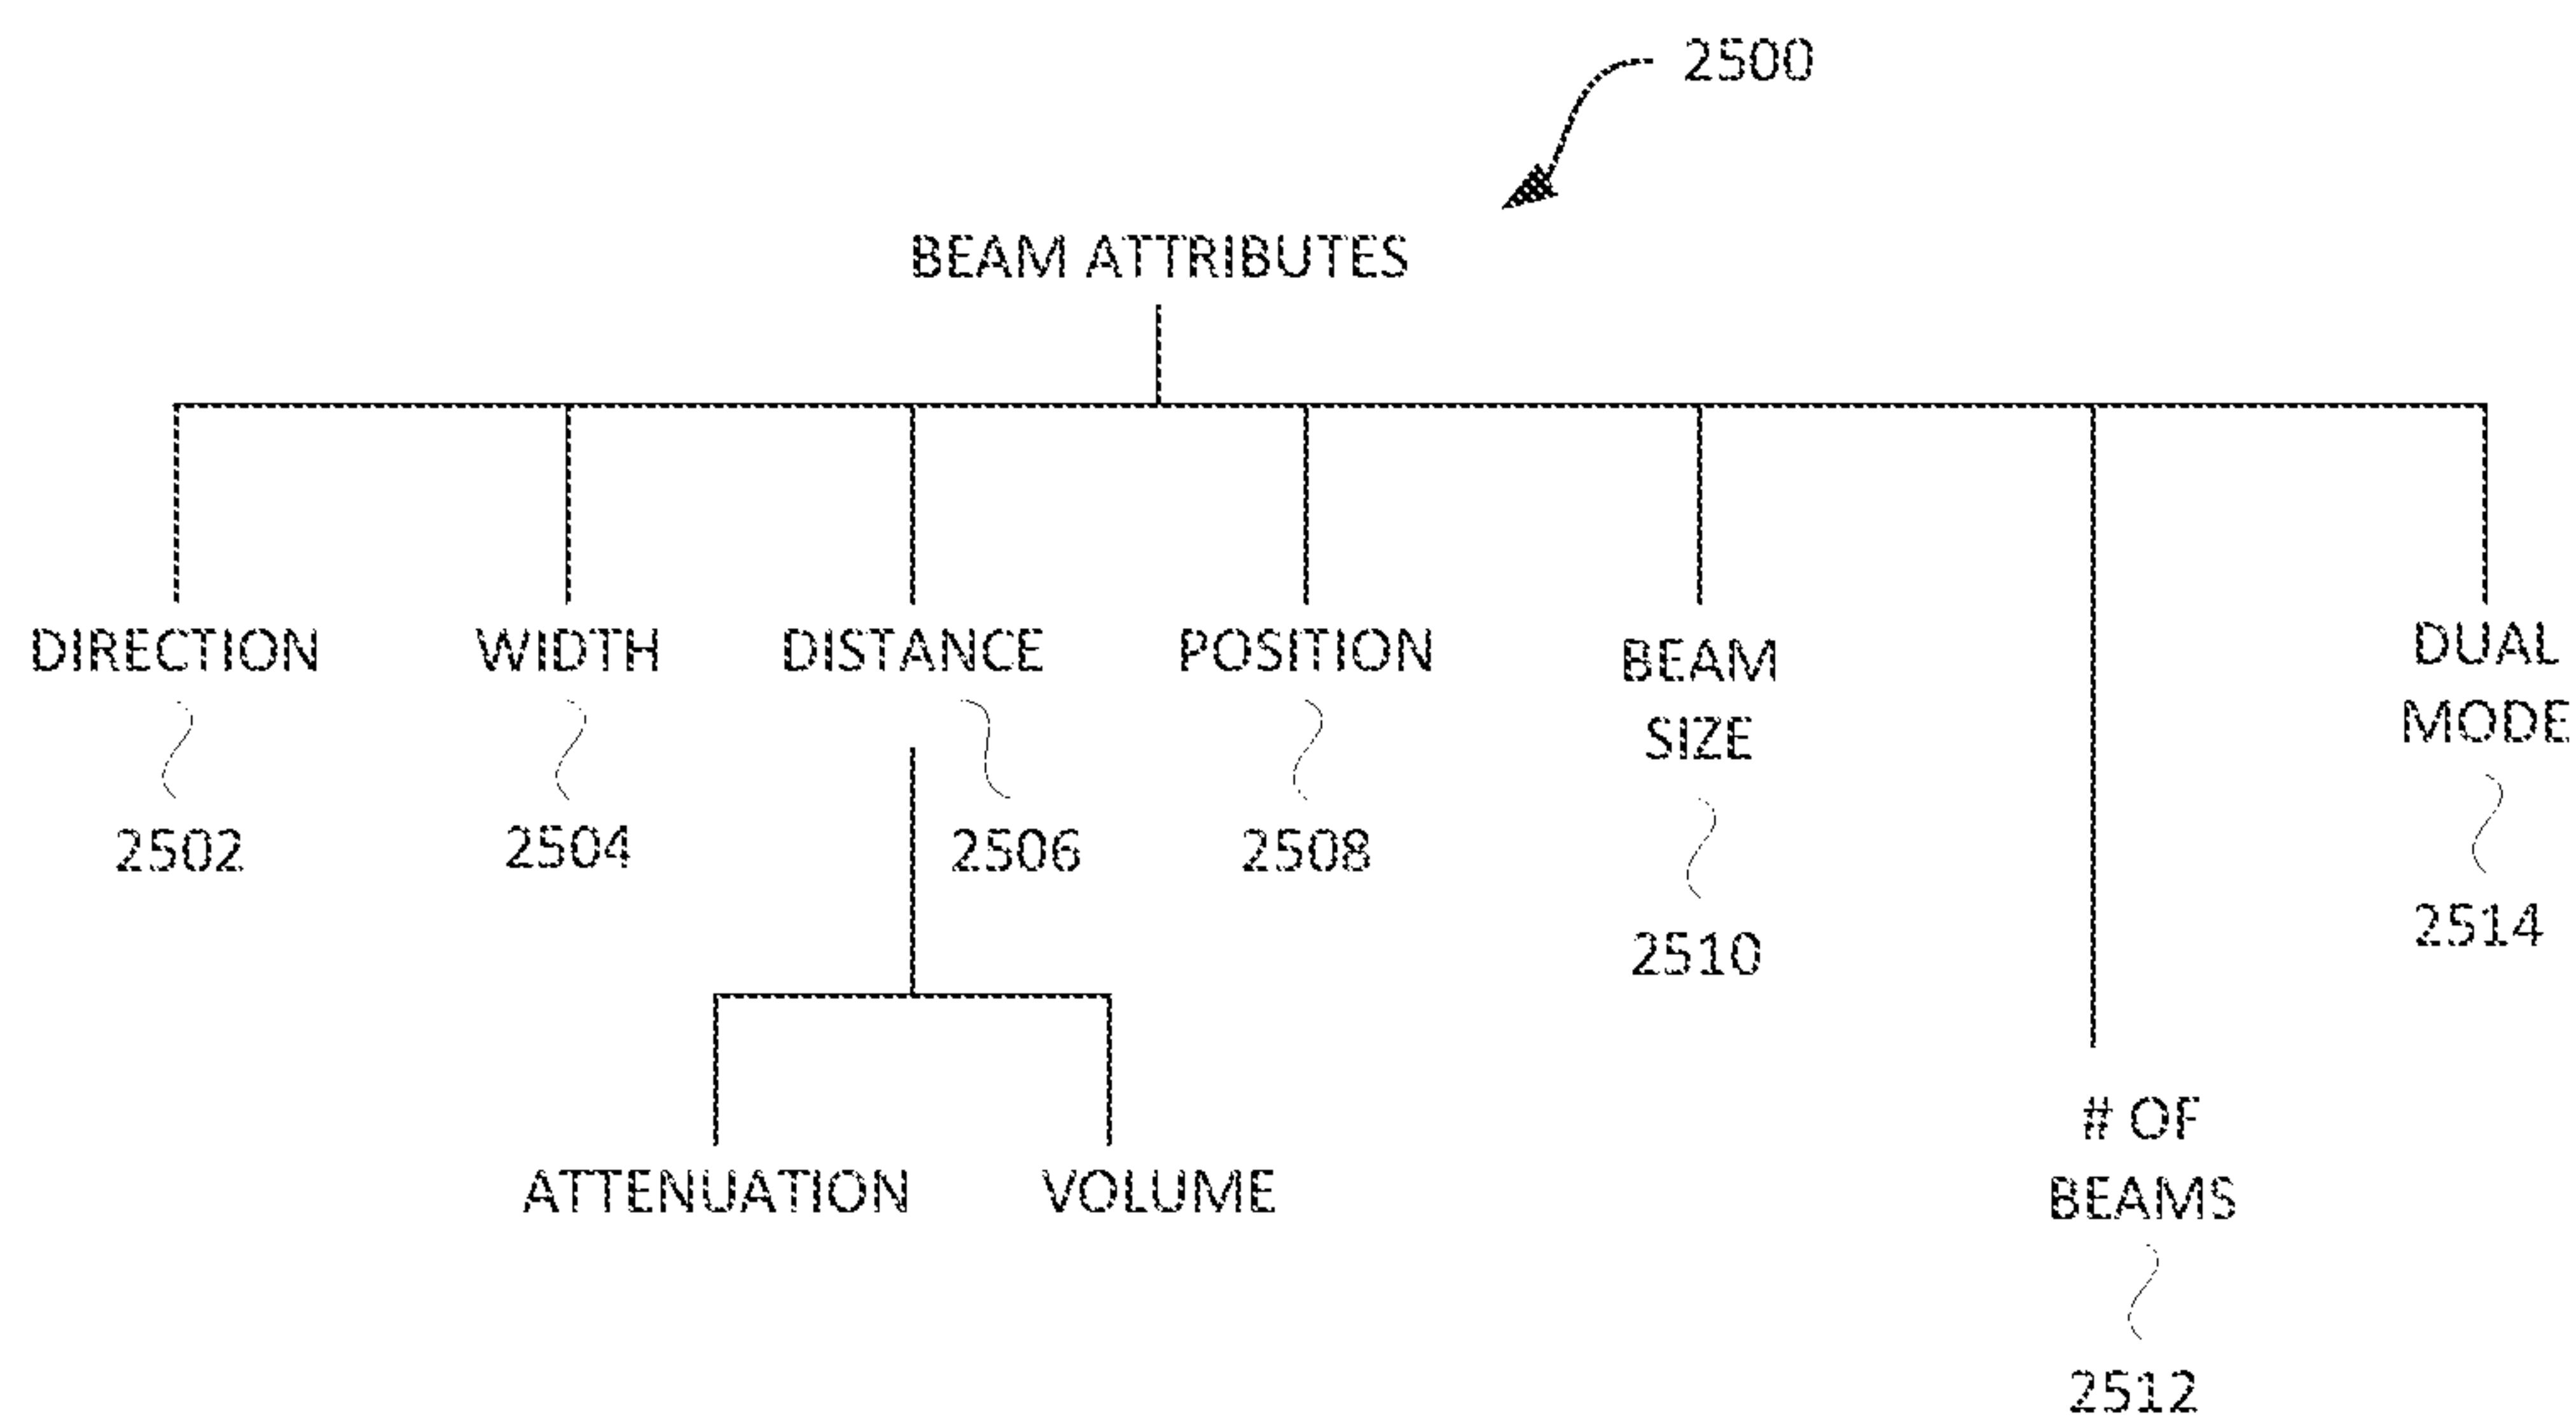 2500
BEAM ATTRIBUTES
DIRECTION
WIDTH
DISTANCE
POSITION
BEAM
SIZE
DUAL
MODE
2502
2504
2506
2508
2510
2514
ATTENUATION
VOLUME
# OF
BEAMS
2512